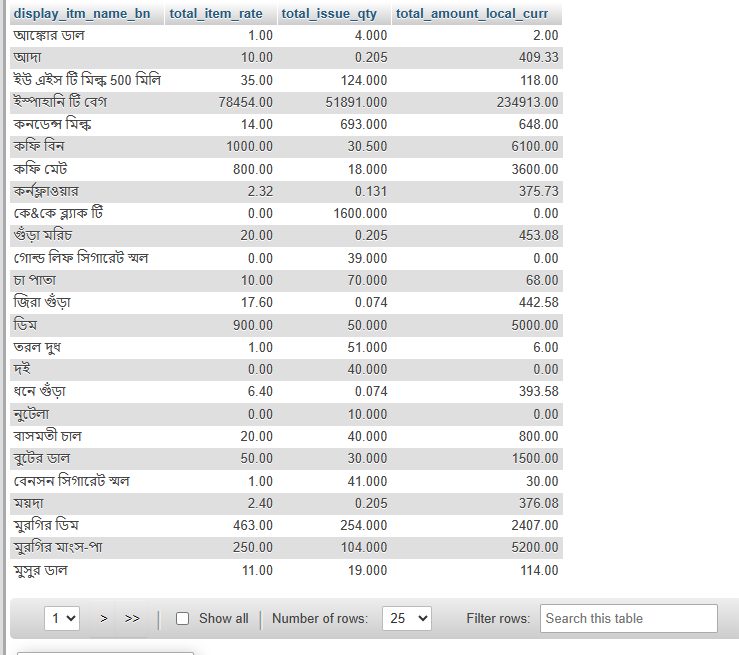 display_itm_name_bn total_item_rate total_issue_qty total_amount_local_curr
আঙ্কোর ডাল 1.00 4.000 2.00
আদা 10.00 0.205 409.33
ইউ এইস টি মিল্ক 500 মিলি 35.00 124.000 118.00
ইস্পাহানি টি বেগ 78454.00 51891.000 234913.00
কনডেন্স মিল্ক 14.00 693.000 648.00
কফি বিন 1000.00 30.500 6100.00
কফি মেট 800.00 18.000 3600.00
কর্নফ্লাওয়ার 2.32 0.131 375.73
কে&কে ব্ল্যাক টি 0.00 1600.000 0.00
গুঁড়া মরিচ 20.00 0.205 453.08
গোল্ড লিফ সিগারেট স্মল 0.00 39.000 0.00
চা পাতা 10.00 70.000 68.00
জিরা গুঁড়া 17.60 0.074 442.58
ডিম 900.00 50.000 5000.00
তরল দুধ 1.00 51.000 6.00
দই 0.00 40.000 0.00
ধনে গুঁড়া 6.40 0.074 393.58
নুটেলা 0.00 10.000 0.00
বাসমতী চাল 20.00 40.000 800.00
বুটের ডাল 50.00 30.000 1500.00
বেনসন সিগারেট স্মল 1.00 41.000 30.00
ময়দা 2.40 0.205 376.08
মুরগির ডিম 463.00 254.000 2407.00
মুরগির মাংস-পা 250.00 104.000 5200.00
মুসুর ডাল 11.00 19.000 114.00
1 > >> Show all Number of rows: 25 Filter rows: Search this table